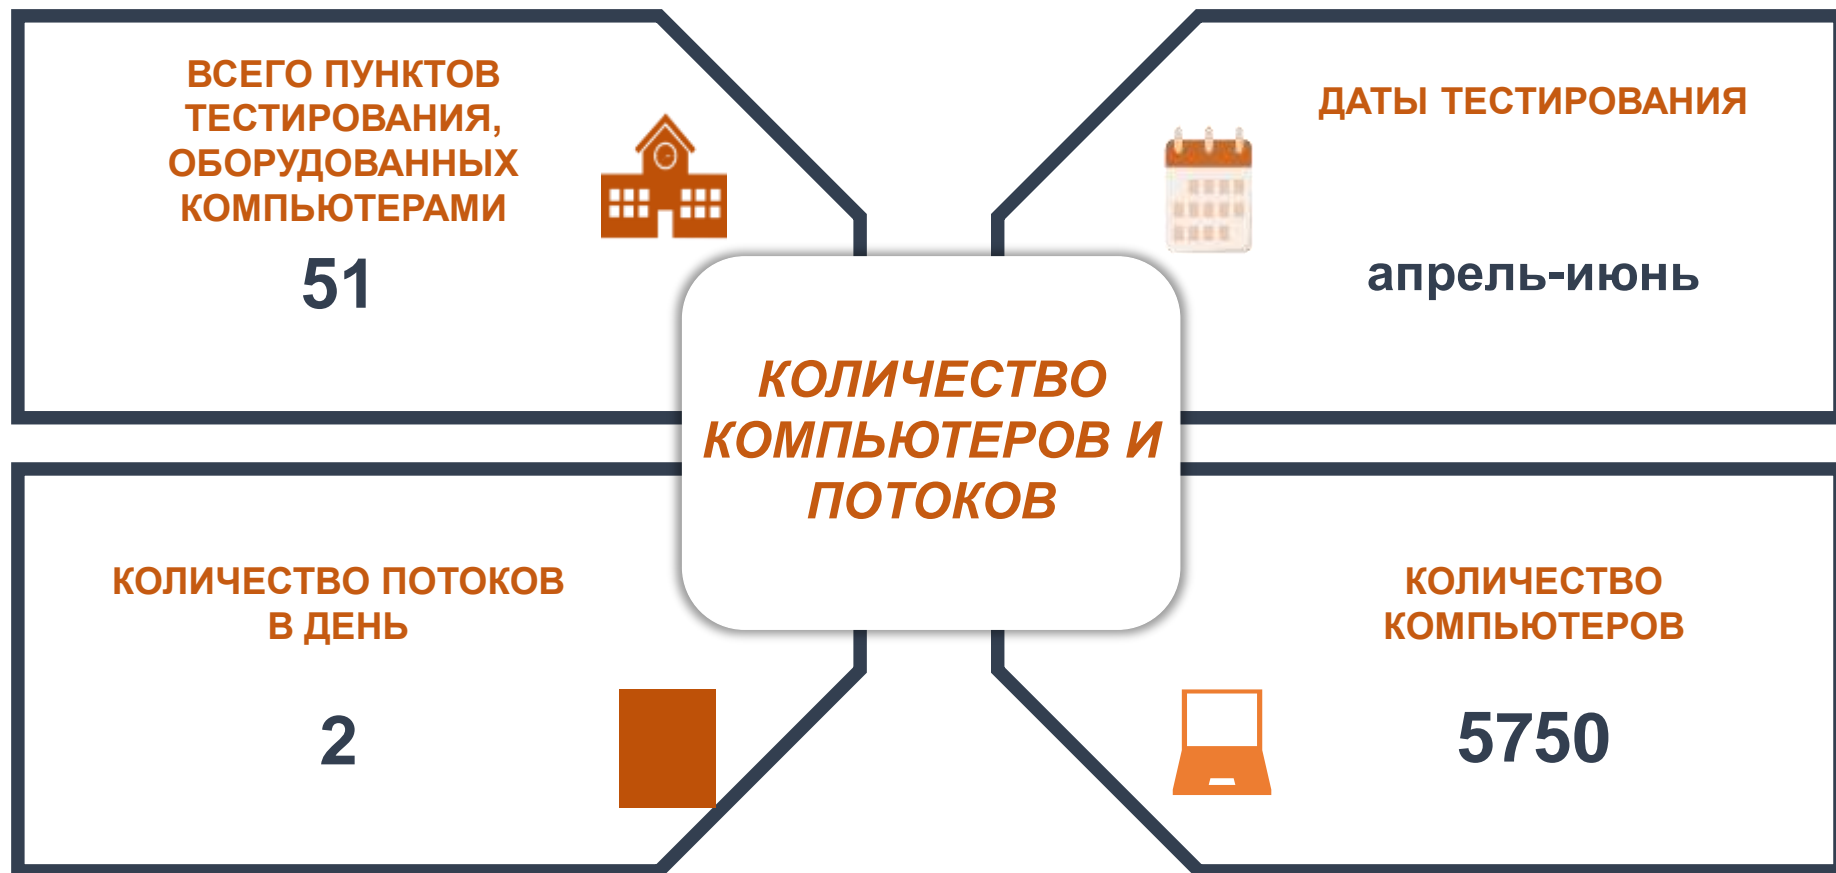 ВСЕГО ПУНКТОВ
ТЕСТИРОВАНИЯ,
ОБОРУДОВАННЫХ
КОМПЬЮТЕРАМИ
51
ДАТЫ ТЕСТИРОВАНИЯ
апрель-июнь
КОЛИЧЕСТВО
КОМПЬЮТЕРОВ И
ПОТОКОВ
КОЛИЧЕСТВО ПОТОКОВ
В ДЕНЬ
2
КОЛИЧЕСТВО
КОМПЬЮТЕРОВ
5750